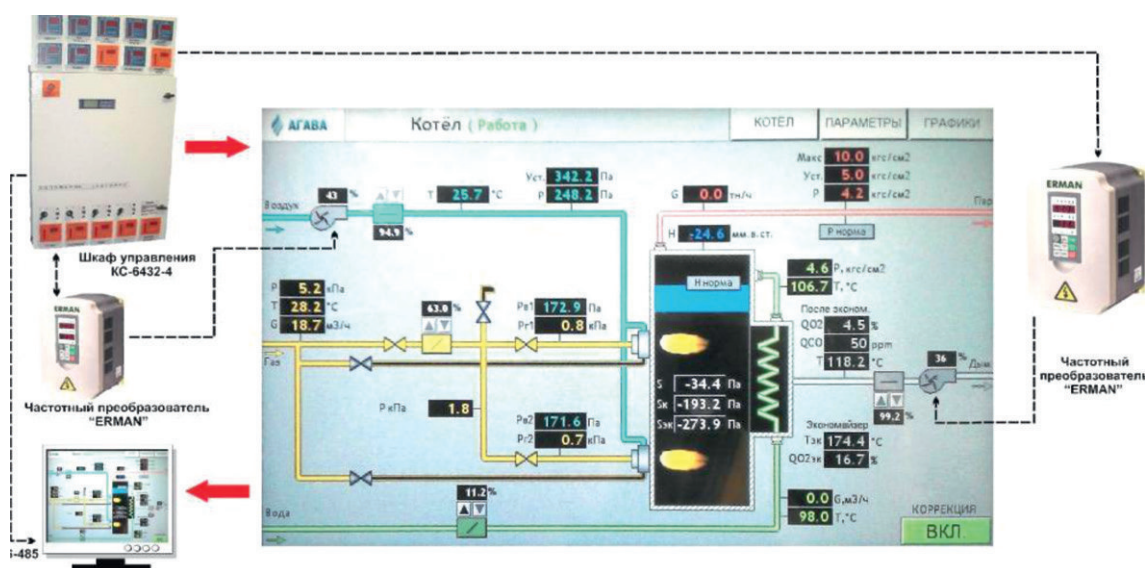 АГАВА
Котёл ( Работа )
КОТЁЛ
ПАРАМЕТРЫ
ГРАФИКИ
Шкаф управления
КС-6432-4
ERMAN
Частотный преобразователь
"ERMAN"
-485
Воздух
43 %
94.9 %
T 25.7 °C
Уст. 342.2 Па
P 248.2 Па
G 0.0 тн/ч
H -24.6 мм.в.ст.
Макс 10.0 кгс/см2
Уст. 5.0 кгс/см2
P 4.2 кгс/см2
P норма
Пар
H норма
P 5.2 кПа
T 28.2 °C
G 18.7 м3/ч
Газ
63.0 %
Рв1 172.9 Па
Рг1 0.8 кПа
P кПа 1.8
Рв2 171.6 Па
Рг2 0.7 кПа
S -34.4 Па
Sк -193.2 Па
Sэк -273.9 Па
4.6 P, кгс/см2
106.7 T, °C
После эконом.
QO2 4.5 %
QCO 50 ppm
T 118.2 °C
36 %
Дым
99.2 %
Экономайзер
Tэк 174.4 °C
QO2эк 16.7 %
11.2 %
Вода
0.0 G,м3/ч
98.0 T,°C
КОРРЕКЦИЯ
ВКЛ.
ERMAN
Частотный
преобразователь
"ERMAN"